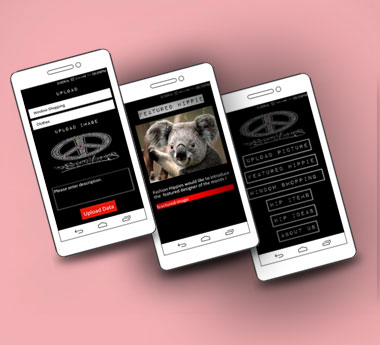 UPLOAD
Window Shopping
Clothes
UPLOAD IMAGE
Please enter description.
Upload Data
FEATURED HIPPIE
Fashion Hippies would like to introduce
the featured designer of the month !
UPLOAD PICTURE
FEATURED HIPPIE
WINDOW SHOPPING
HIP ITEMS
HIP IDEAS
ABOUT US